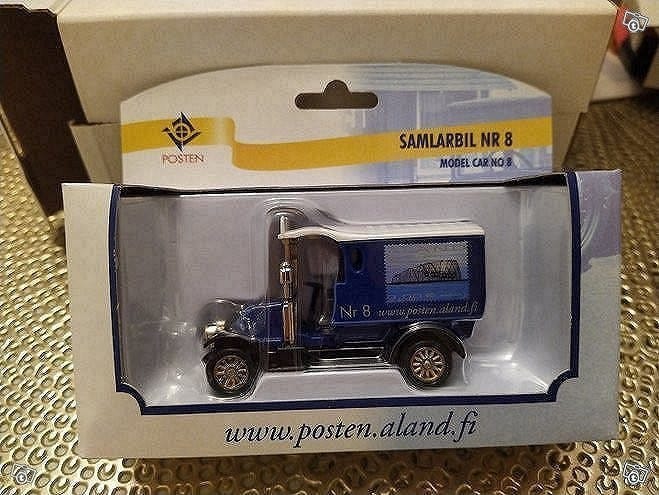 POSTEN
SAMLARBIL NR 8
MODEL CAR NO 8
Nr 8 www.posten.aland.fi
www.posten.aland.fi